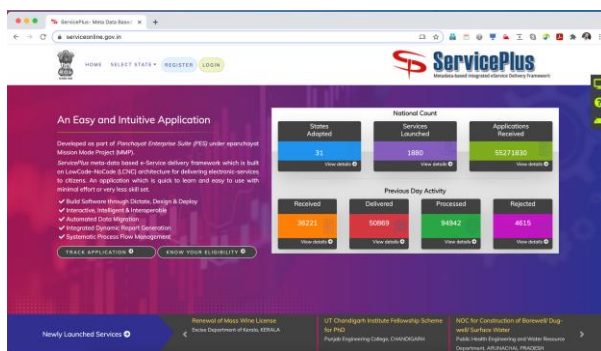 ServicePlus- Meta Data Based
serviceonline.gov.in
HOME SELECT STATE REGISTER LOGIN
ServicePlus
Metadata-based Integrated eService Delivery Framework
An Easy and Intuitive Application
Developed as part of Panchayat Enterprise Suite (PES) under epanchayat
Mission Mode Project (MMP).
ServicePlus meta-data based e-Service delivery framework which is built
on LowCode-NoCode (LCNC) architecture for delivering electronic-services
to citizens. An application which is quick to learn and easy to use with
minimal effort or very less skill set.
Build Software through Dictate, Design & Deploy
Interactive, Intelligent & Interoperable
Automated Data Migration
Integrated Dynamic Report Generation
Systematic Process Flow Management
TRACK APPLICATION KNOW YOUR ELIGIBILITY
National Count
States Adopted
31
View details
Services Launched
1880
View details
Applications Received
55271630
View details
Previous Day Activity
Received
36221
View details
Delivered
50869
View details
Processed
94942
View details
Rejected
4615
View details
Newly Launched Services
Renewal of Mass Wine License
Excise Department of Kerala, KERALA
UT Chandigarh Institute Fellowship Scheme
for PhD
Punjab Engineering College, CHANDIGARH
NOC for Construction of Borewell/ Dug-
well/ Surface Water
Public Health Engineering and Water Resource
Department, ARUNACHAL PRADESH